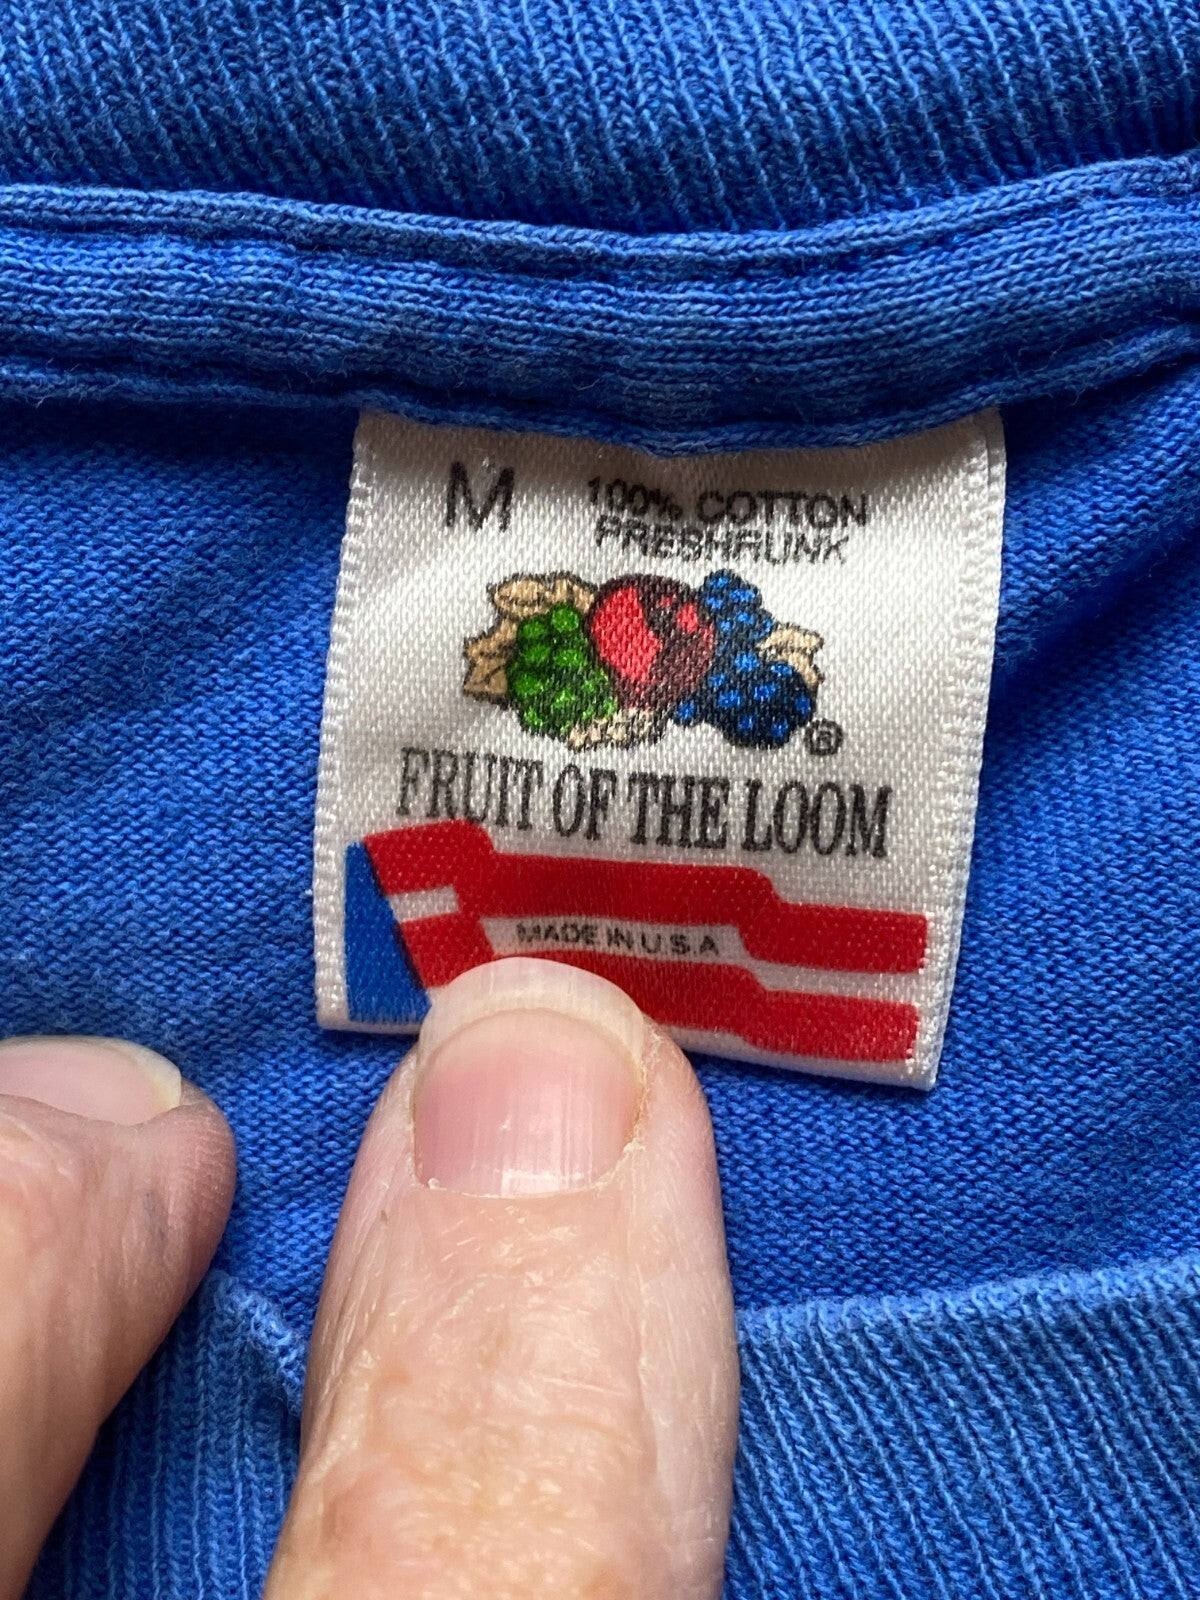 M
100% COTTON
PRESHRUNK
®
FRUIT OF THE LOOM
MADE IN U.S.A